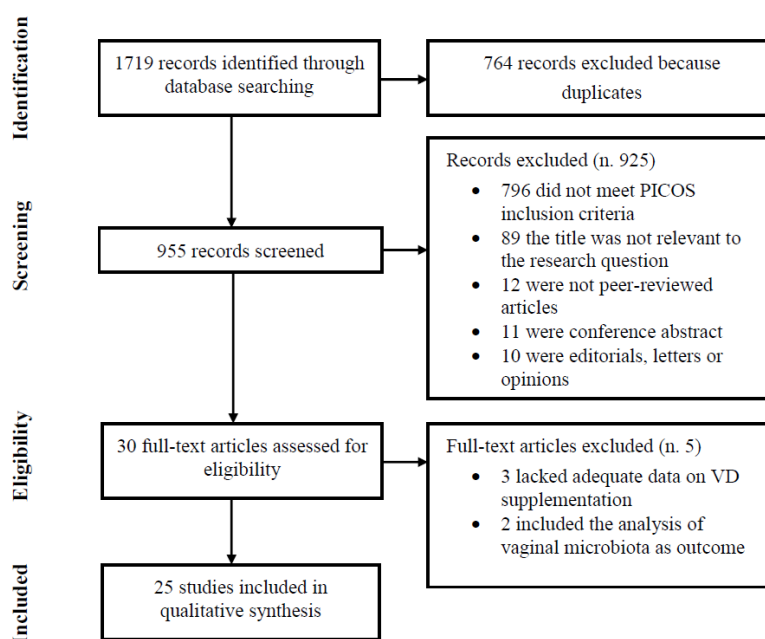 Identification
1719 records identified through
database searching
764 records excluded because
duplicates
Screening
955 records screened
Records excluded (n. 925)
• 796 did not meet PICOS
inclusion criteria
• 89 the title was not relevant to
the research question
• 12 were not peer-reviewed
articles
• 11 were conference abstract
• 10 were editorials, letters or
opinions
Eligibility
30 full-text articles assessed for
eligibility
Full-text articles excluded (n. 5)
• 3 lacked adequate data on VD
supplementation
• 2 included the analysis of
vaginal microbiota as outcome
Included
25 studies included in
qualitative synthesis